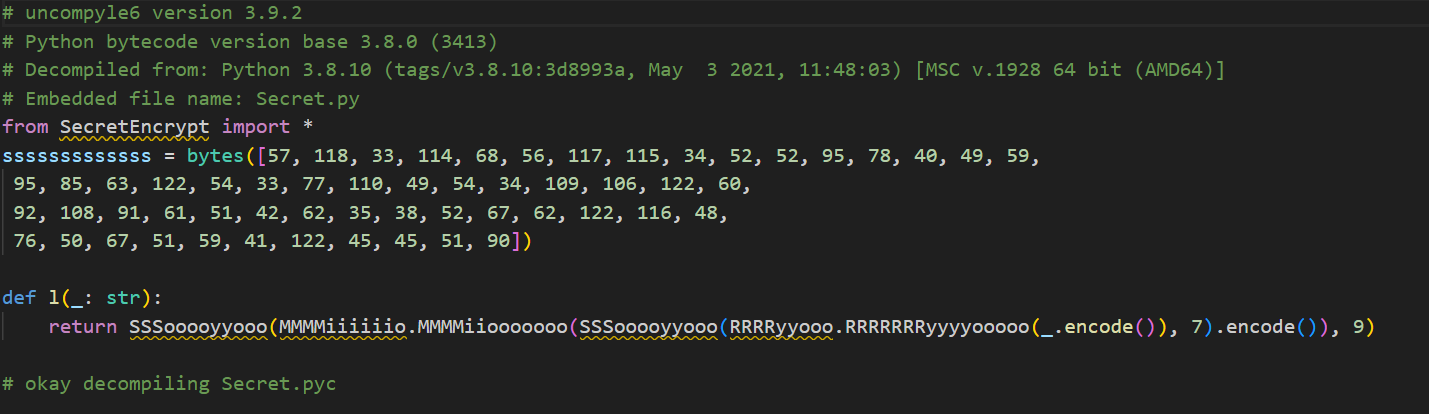 # uncompyle6 version 3.9.2
# Python bytecode version base 3.8.0 (3413)
# Decompiled from: Python 3.8.10 (tags/v3.8.10:3d8993a, May  3 2021, 11:48:03) [MSC v.1928 64 bit (AMD64)]
# Embedded file name: Secret.py
from SecretEncrypt import *
sssssssssssss = bytes([57, 118, 33, 114, 68, 56, 117, 115, 34, 52, 52, 95, 78, 40, 49, 59,
 95, 85, 63, 122, 54, 33, 77, 110, 49, 54, 34, 109, 106, 122, 60,
 92, 108, 91, 61, 51, 42, 62, 35, 38, 52, 67, 62, 122, 116, 48,
 76, 50, 67, 51, 59, 41, 122, 45, 45, 51, 90])
def l(_: str):
    return SSSooooyyooo(MMMMiiiiiio.MMMMiiooooooo(SSSooooyyooo(RRRRyyooo.RRRRRRRyyyyooooo(_.encode()), 7).encode()), 9)
# okay decompiling Secret.pyc